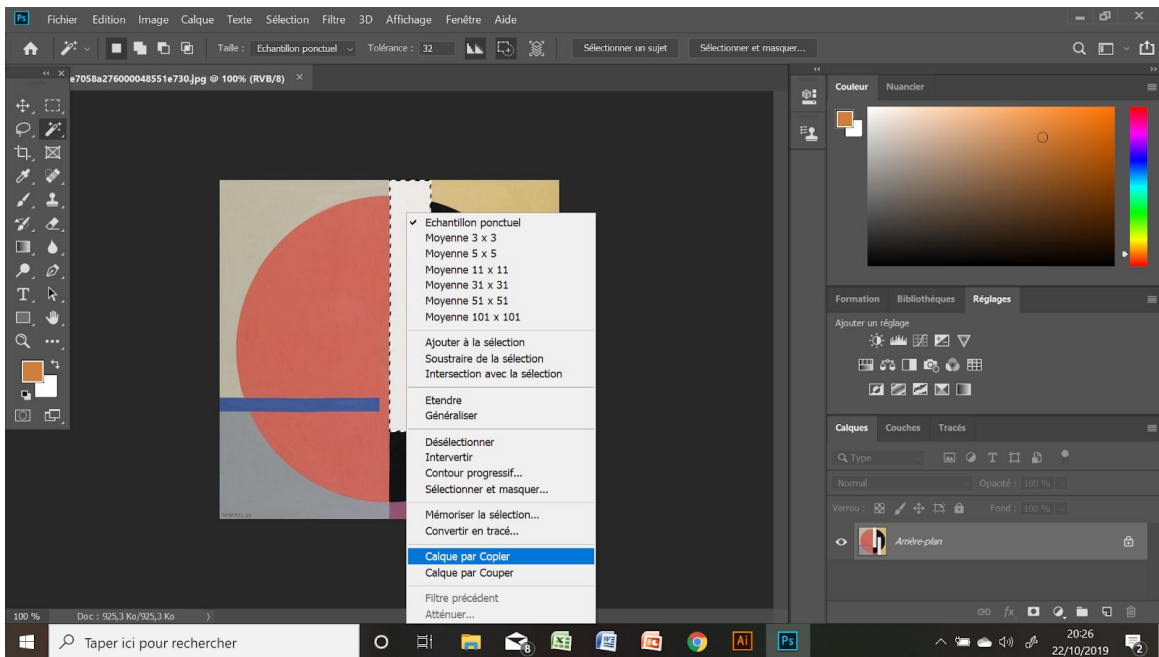 Ps Fichier Edition Image Calque Texte Sélection Filtre 3D Affichage Fenêtre Aide
Taille : Echantillon ponctuel Tolérance : 32 Sélectionner un sujet Sélectionner et masquer...
e7058a276000048551e730.jpg @ 100% (RVB/8) ×
Couleur Nuancier
Echantillon ponctuel
Moyenne 3 x 3
Moyenne 5 x 5
Moyenne 11 x 11
Moyenne 31 x 31
Moyenne 51 x 51
Moyenne 101 x 101
Ajouter à la sélection
Soustraire de la sélection
Intersection avec la sélection
Etendre
Généraliser
Désélectionner
Intervertir
Contour progressif...
Sélectionner et masquer...
Mémoriser la sélection...
Convertir en tracé...
Calque par Copier
Calque par Couper
Filtre précédent
Atténuer...
Formation Bibliothèques Réglages
Ajouter un réglage
Calques Couches Tracés
Type
Normal Opacité : 100 %
Verrou : Fond : 100 %
Arrière-plan
100 % Doc : 925,3 Ko/925,3 Ko
Taper ici pour rechercher
8
Ai
Ps
20:26
22/10/2019
2